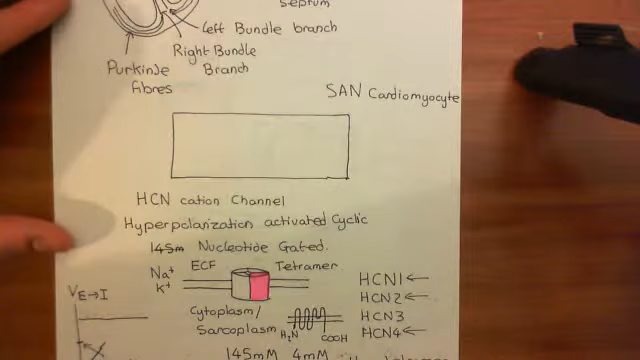 septum
Left Bundle branch
Right Bundle
Branch
Purkinje
fibres
SAN Cardiomyocyte
HCN cation Channel
Hyperpolarization activated Cyclic
145m Nucleotide Gated.
Na+ ECF Tetramer
K+
HCN1
HCN2
HCN3
HCN4
Cytoplasm/
Sarcoplasm
H2N COOH
VE→I
145mM 4mM